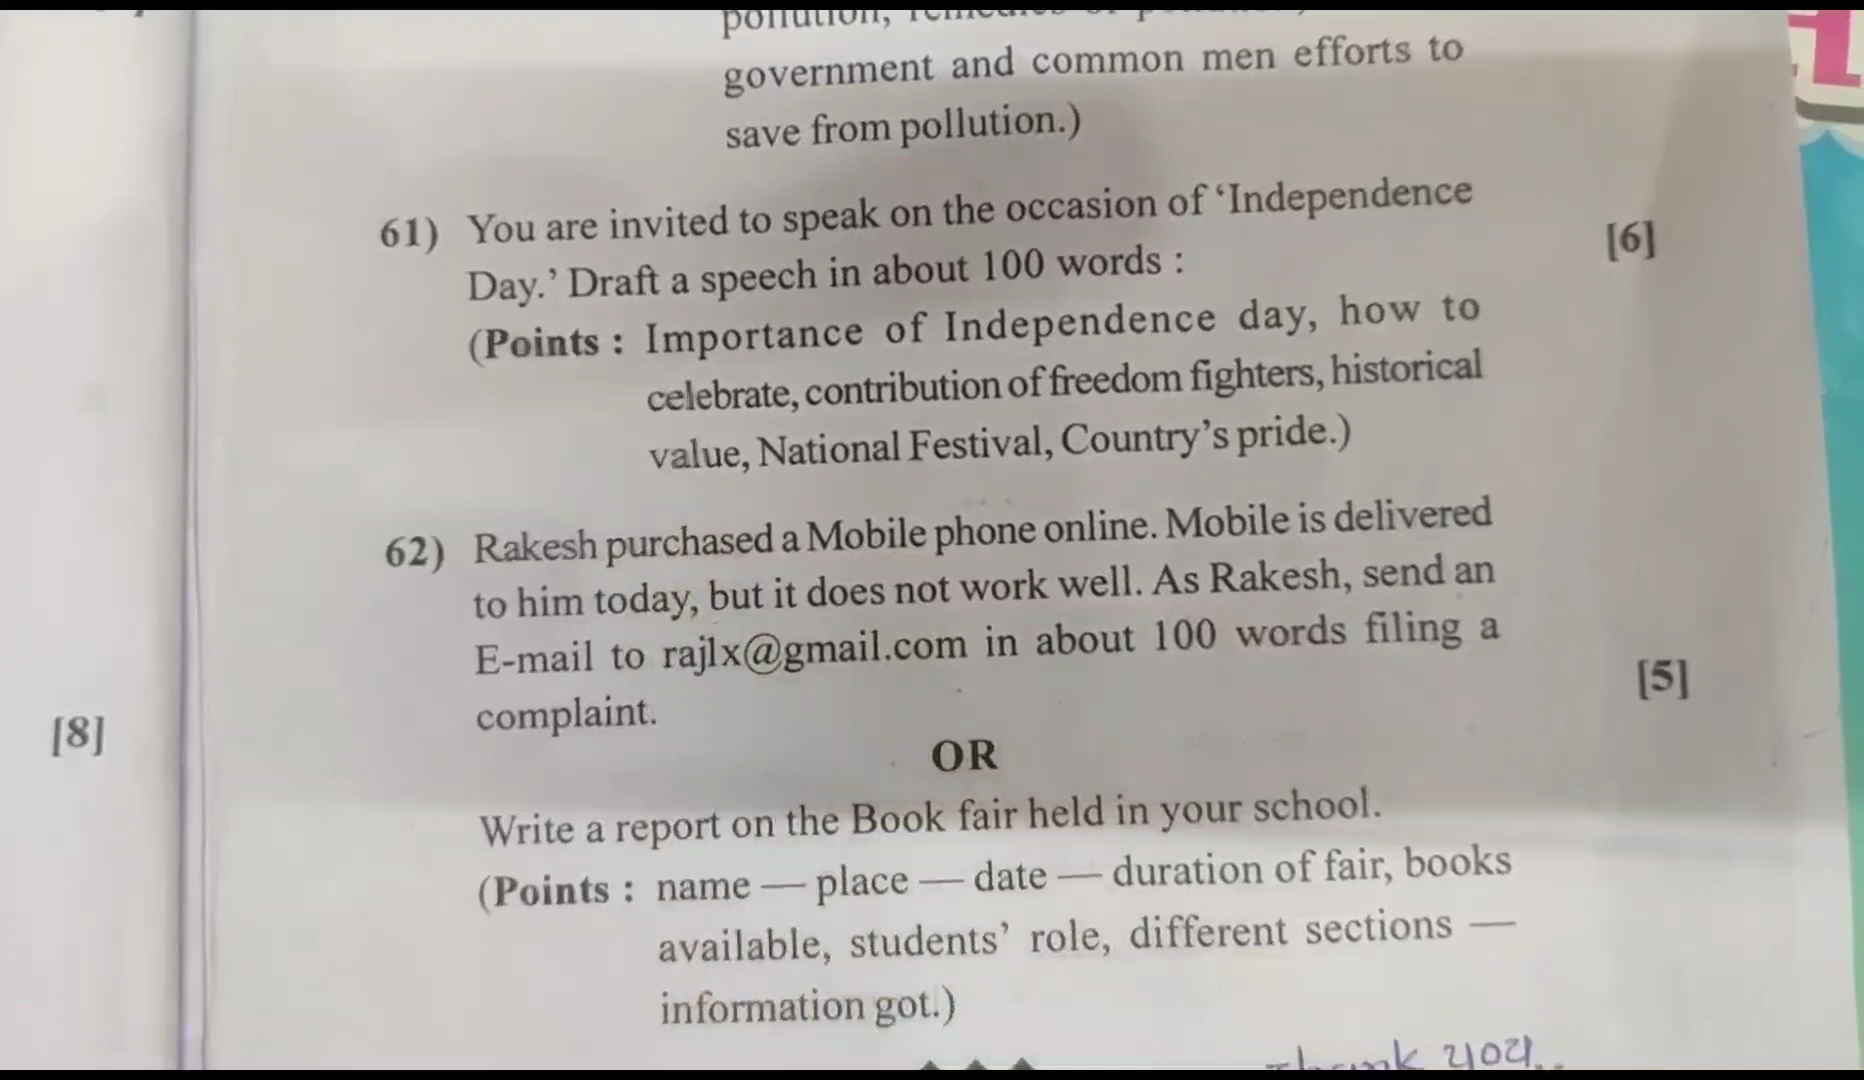 pollution, remedies of
government and common men efforts to
save from pollution.)
61) You are invited to speak on the occasion of ‘Independence
Day.’ Draft a speech in about 100 words :
[6]
(Points : Importance of Independence day, how to
celebrate, contribution of freedom fighters, historical
value, National Festival, Country’s pride.)
62) Rakesh purchased a Mobile phone online. Mobile is delivered
to him today, but it does not work well. As Rakesh, send an
E-mail to rajlx@gmail.com in about 100 words filing a
complaint.
[5]
[8]
OR
Write a report on the Book fair held in your school.
(Points : name — place — date — duration of fair, books
available, students’ role, different sections —
information got.)
Thank you..